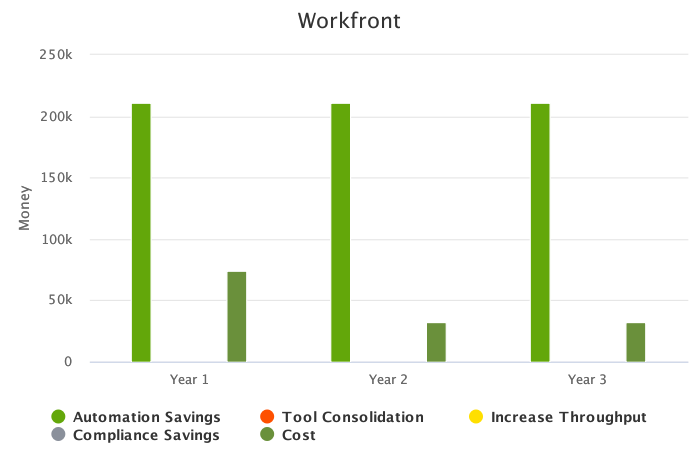 Workfront
250k
200k
150k
100k
50k
0
Money
Year 1 Year 2 Year 3
Automation Savings Tool Consolidation Increase Throughput
Compliance Savings Cost